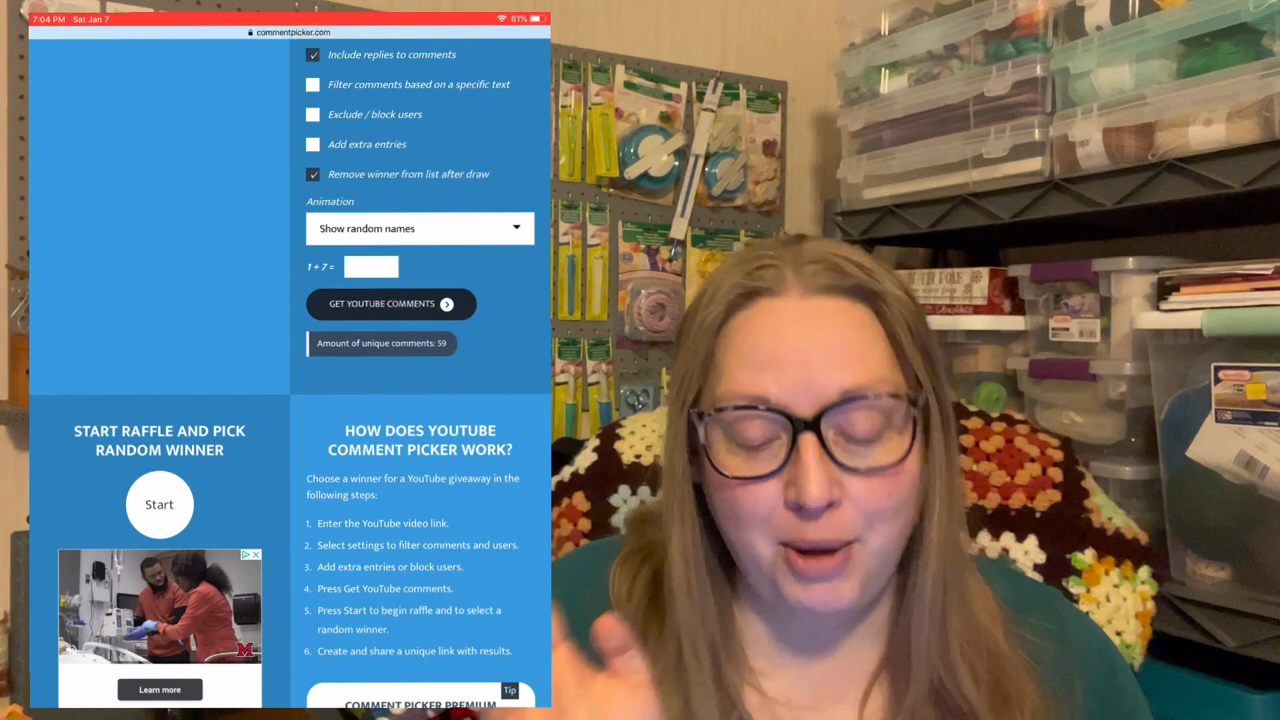 7:04 PM Sat Jan 7
61%
commentpicker.com
Include replies to comments
Filter comments based on a specific text
Exclude / block users
Add extra entries
Remove winner from list after draw
Animation
Show random names
1 + 7 =
GET YOUTUBE COMMENTS
Amount of unique comments: 59
START RAFFLE AND PICK
RANDOM WINNER
Start
M
Learn more
HOW DOES YOUTUBE
COMMENT PICKER WORK?
Choose a winner for a YouTube giveaway in the
following steps:
1. Enter the YouTube video link.
2. Select settings to filter comments and users.
3. Add extra entries or block users.
4. Press Get YouTube comments.
5. Press Start to begin raffle and to select a
random winner.
6. Create and share a unique link with results.
Tip
COMMENT PICKER PREMIUM